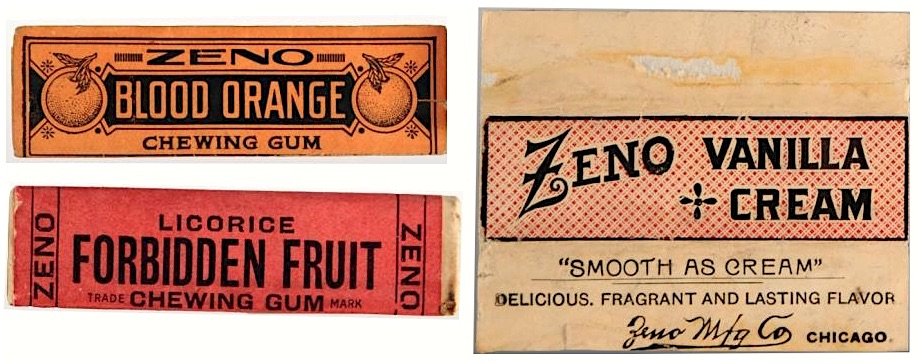 ZENO
BLOOD ORANGE
CHEWING GUM
ZENO
LICORICE
FORBIDDEN FRUIT
TRADE CHEWING GUM MARK
ZENO
ZENO VANILLA
CREAM
"SMOOTH AS CREAM"
DELICIOUS. FRAGRANT AND LASTING FLAVOR
Zeno Mfg Co CHICAGO.